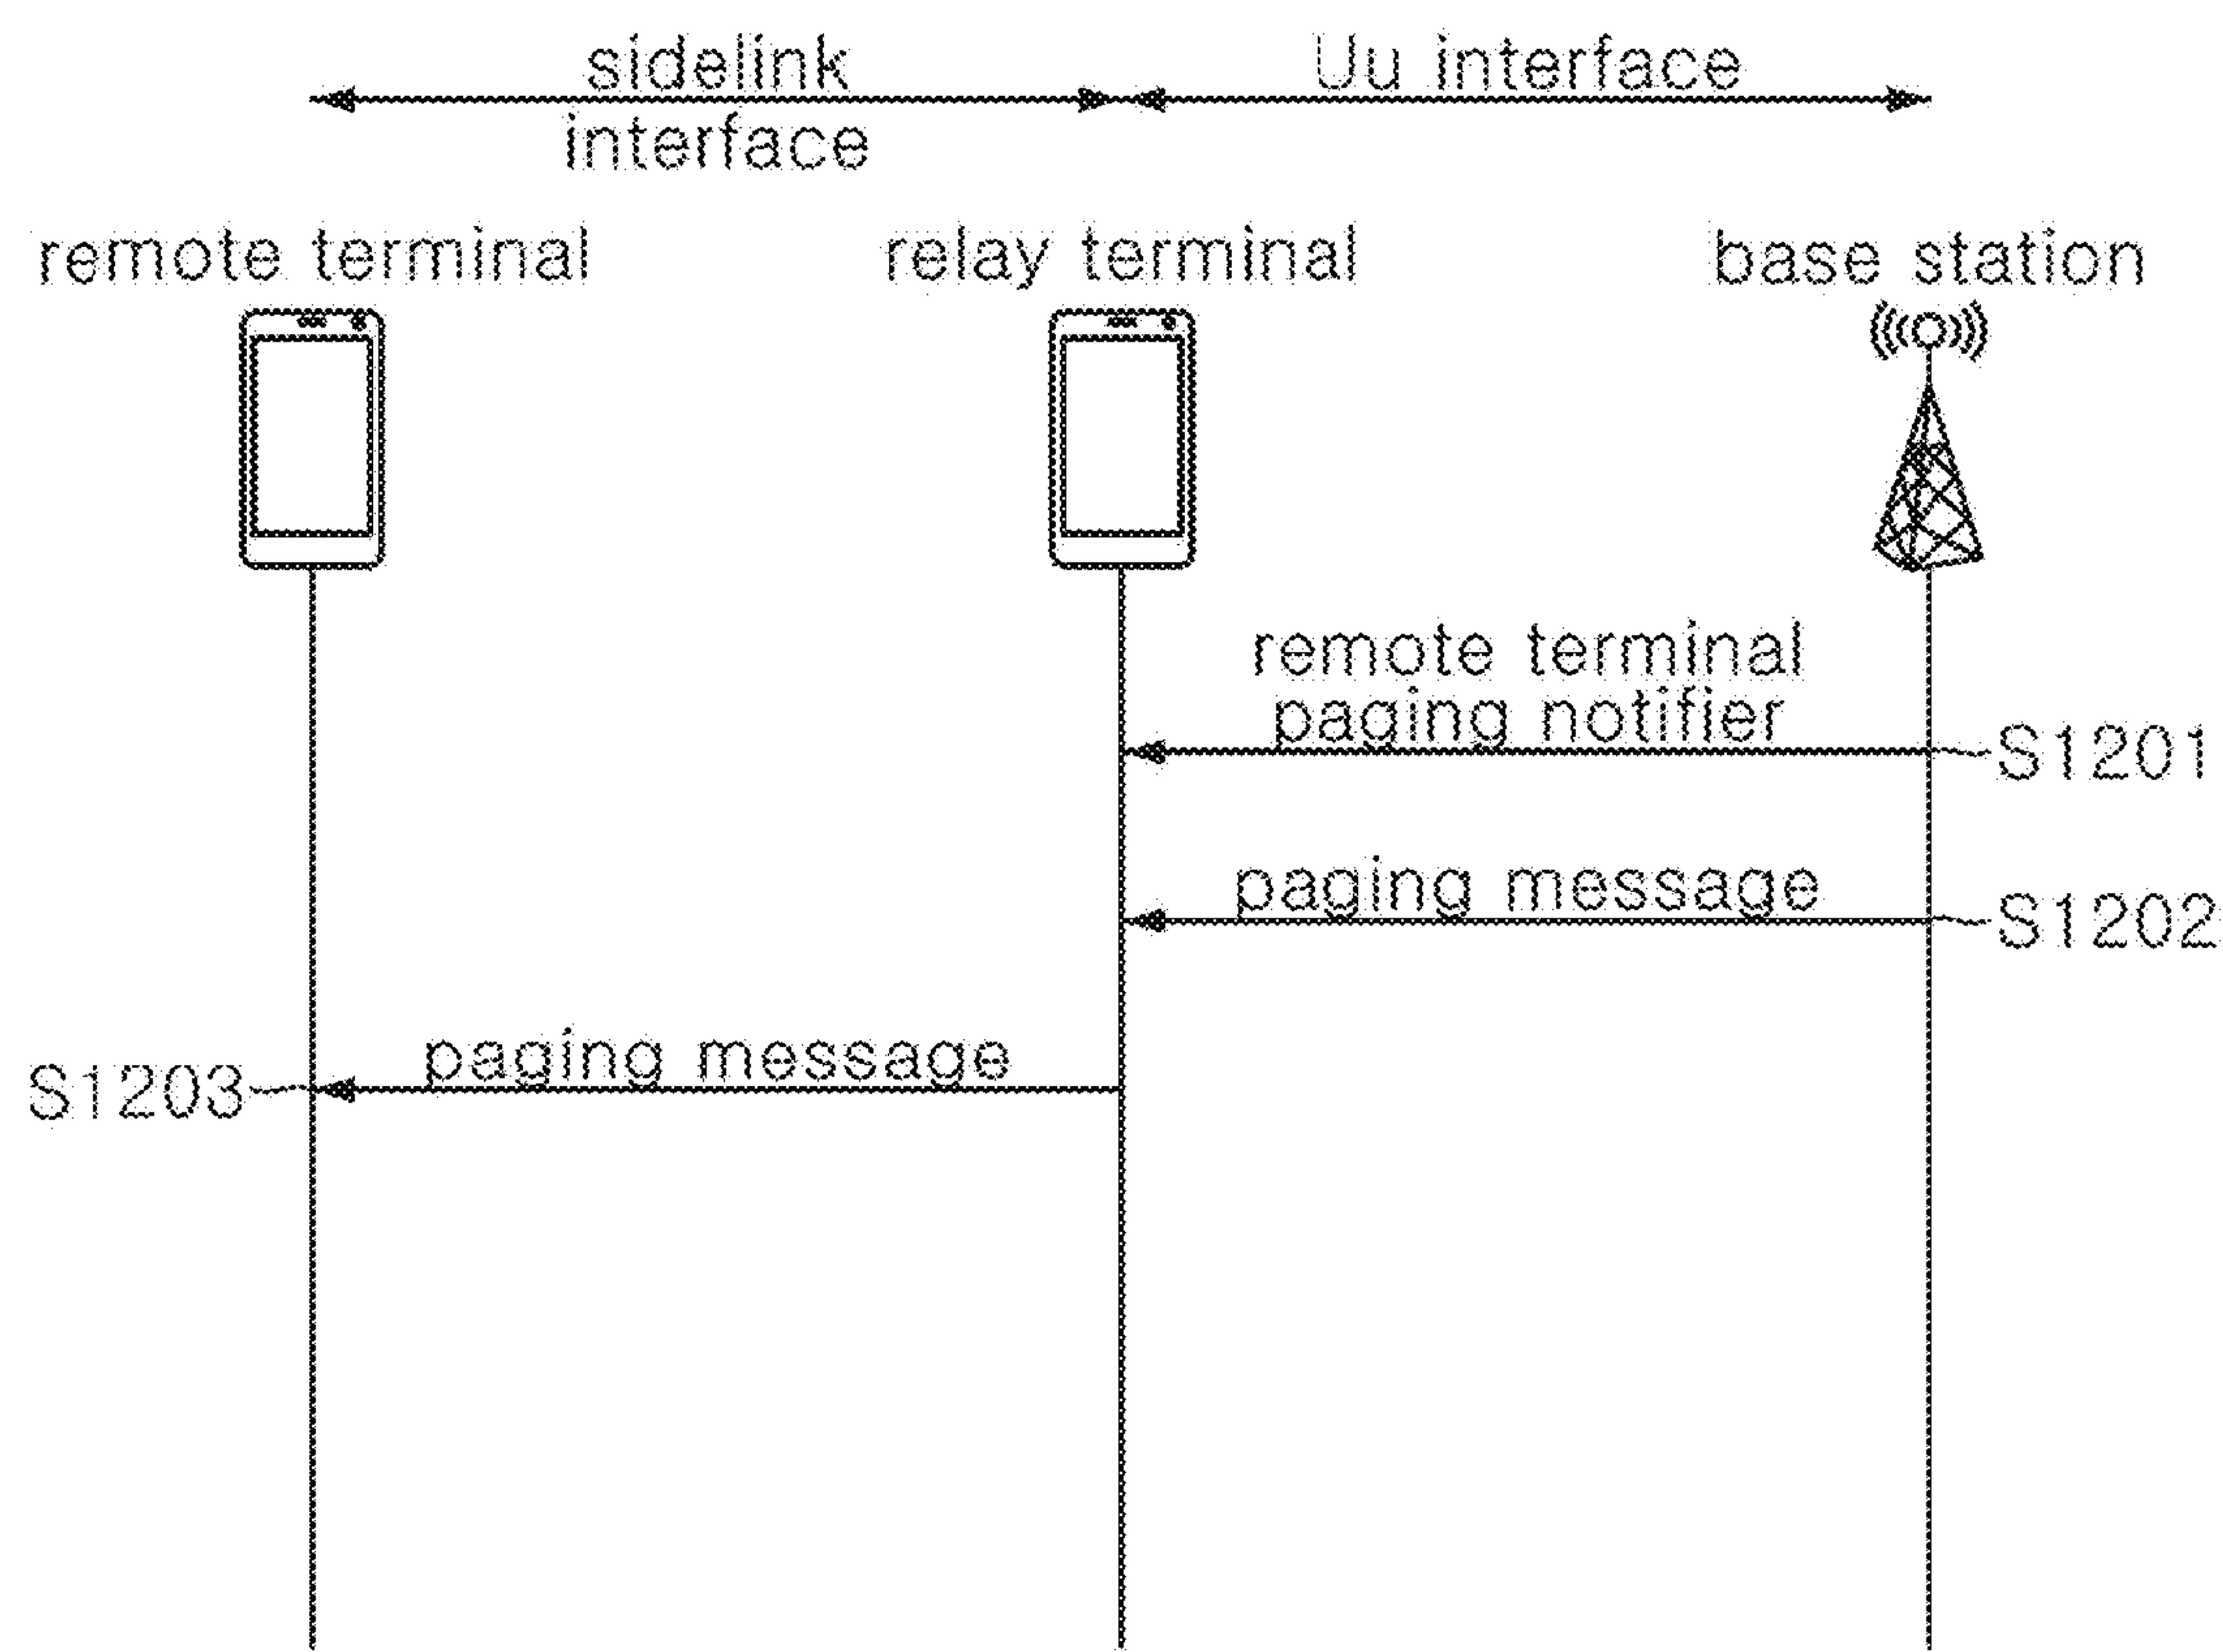 sidelink
interface
Uu interface
remote terminal
relay terminal
base station
remote terminal
paging notifier
S1201
paging message
S1202
paging message
S1203